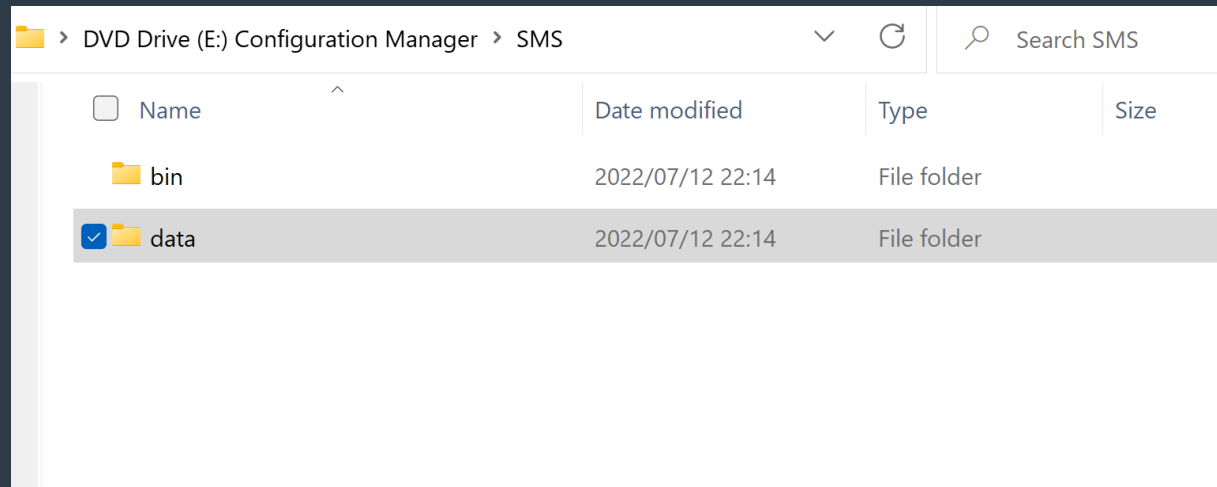 DVD Drive (E:) Configuration Manager > SMS Search SMS
Name Date modified Type Size
bin 2022/07/12 22:14 File folder
data 2022/07/12 22:14 File folder